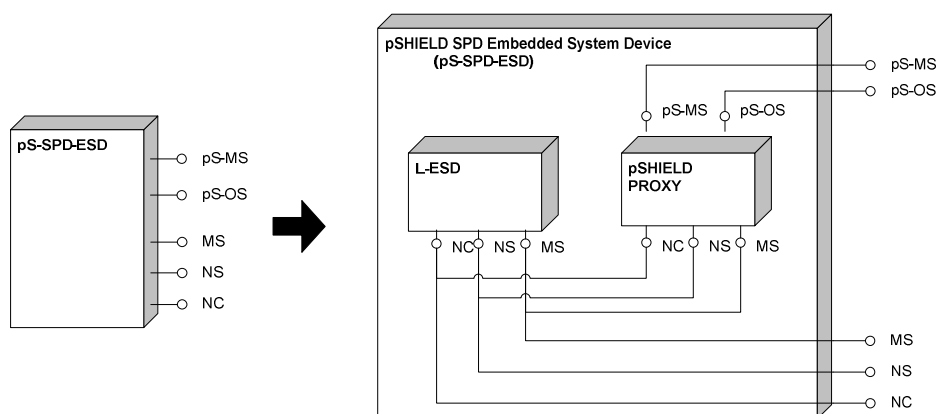 pS-SPD-ESD
pS-MS
pS-OS
MS
NS
NC
pSHIELD SPD Embedded System Device
(pS-SPD-ESD)
pS-MS
pS-OS
pS-MS
pS-OS
L-ESD
pSHIELD
PROXY
NC
NS
MS
NC
NS
MS
MS
NS
NC